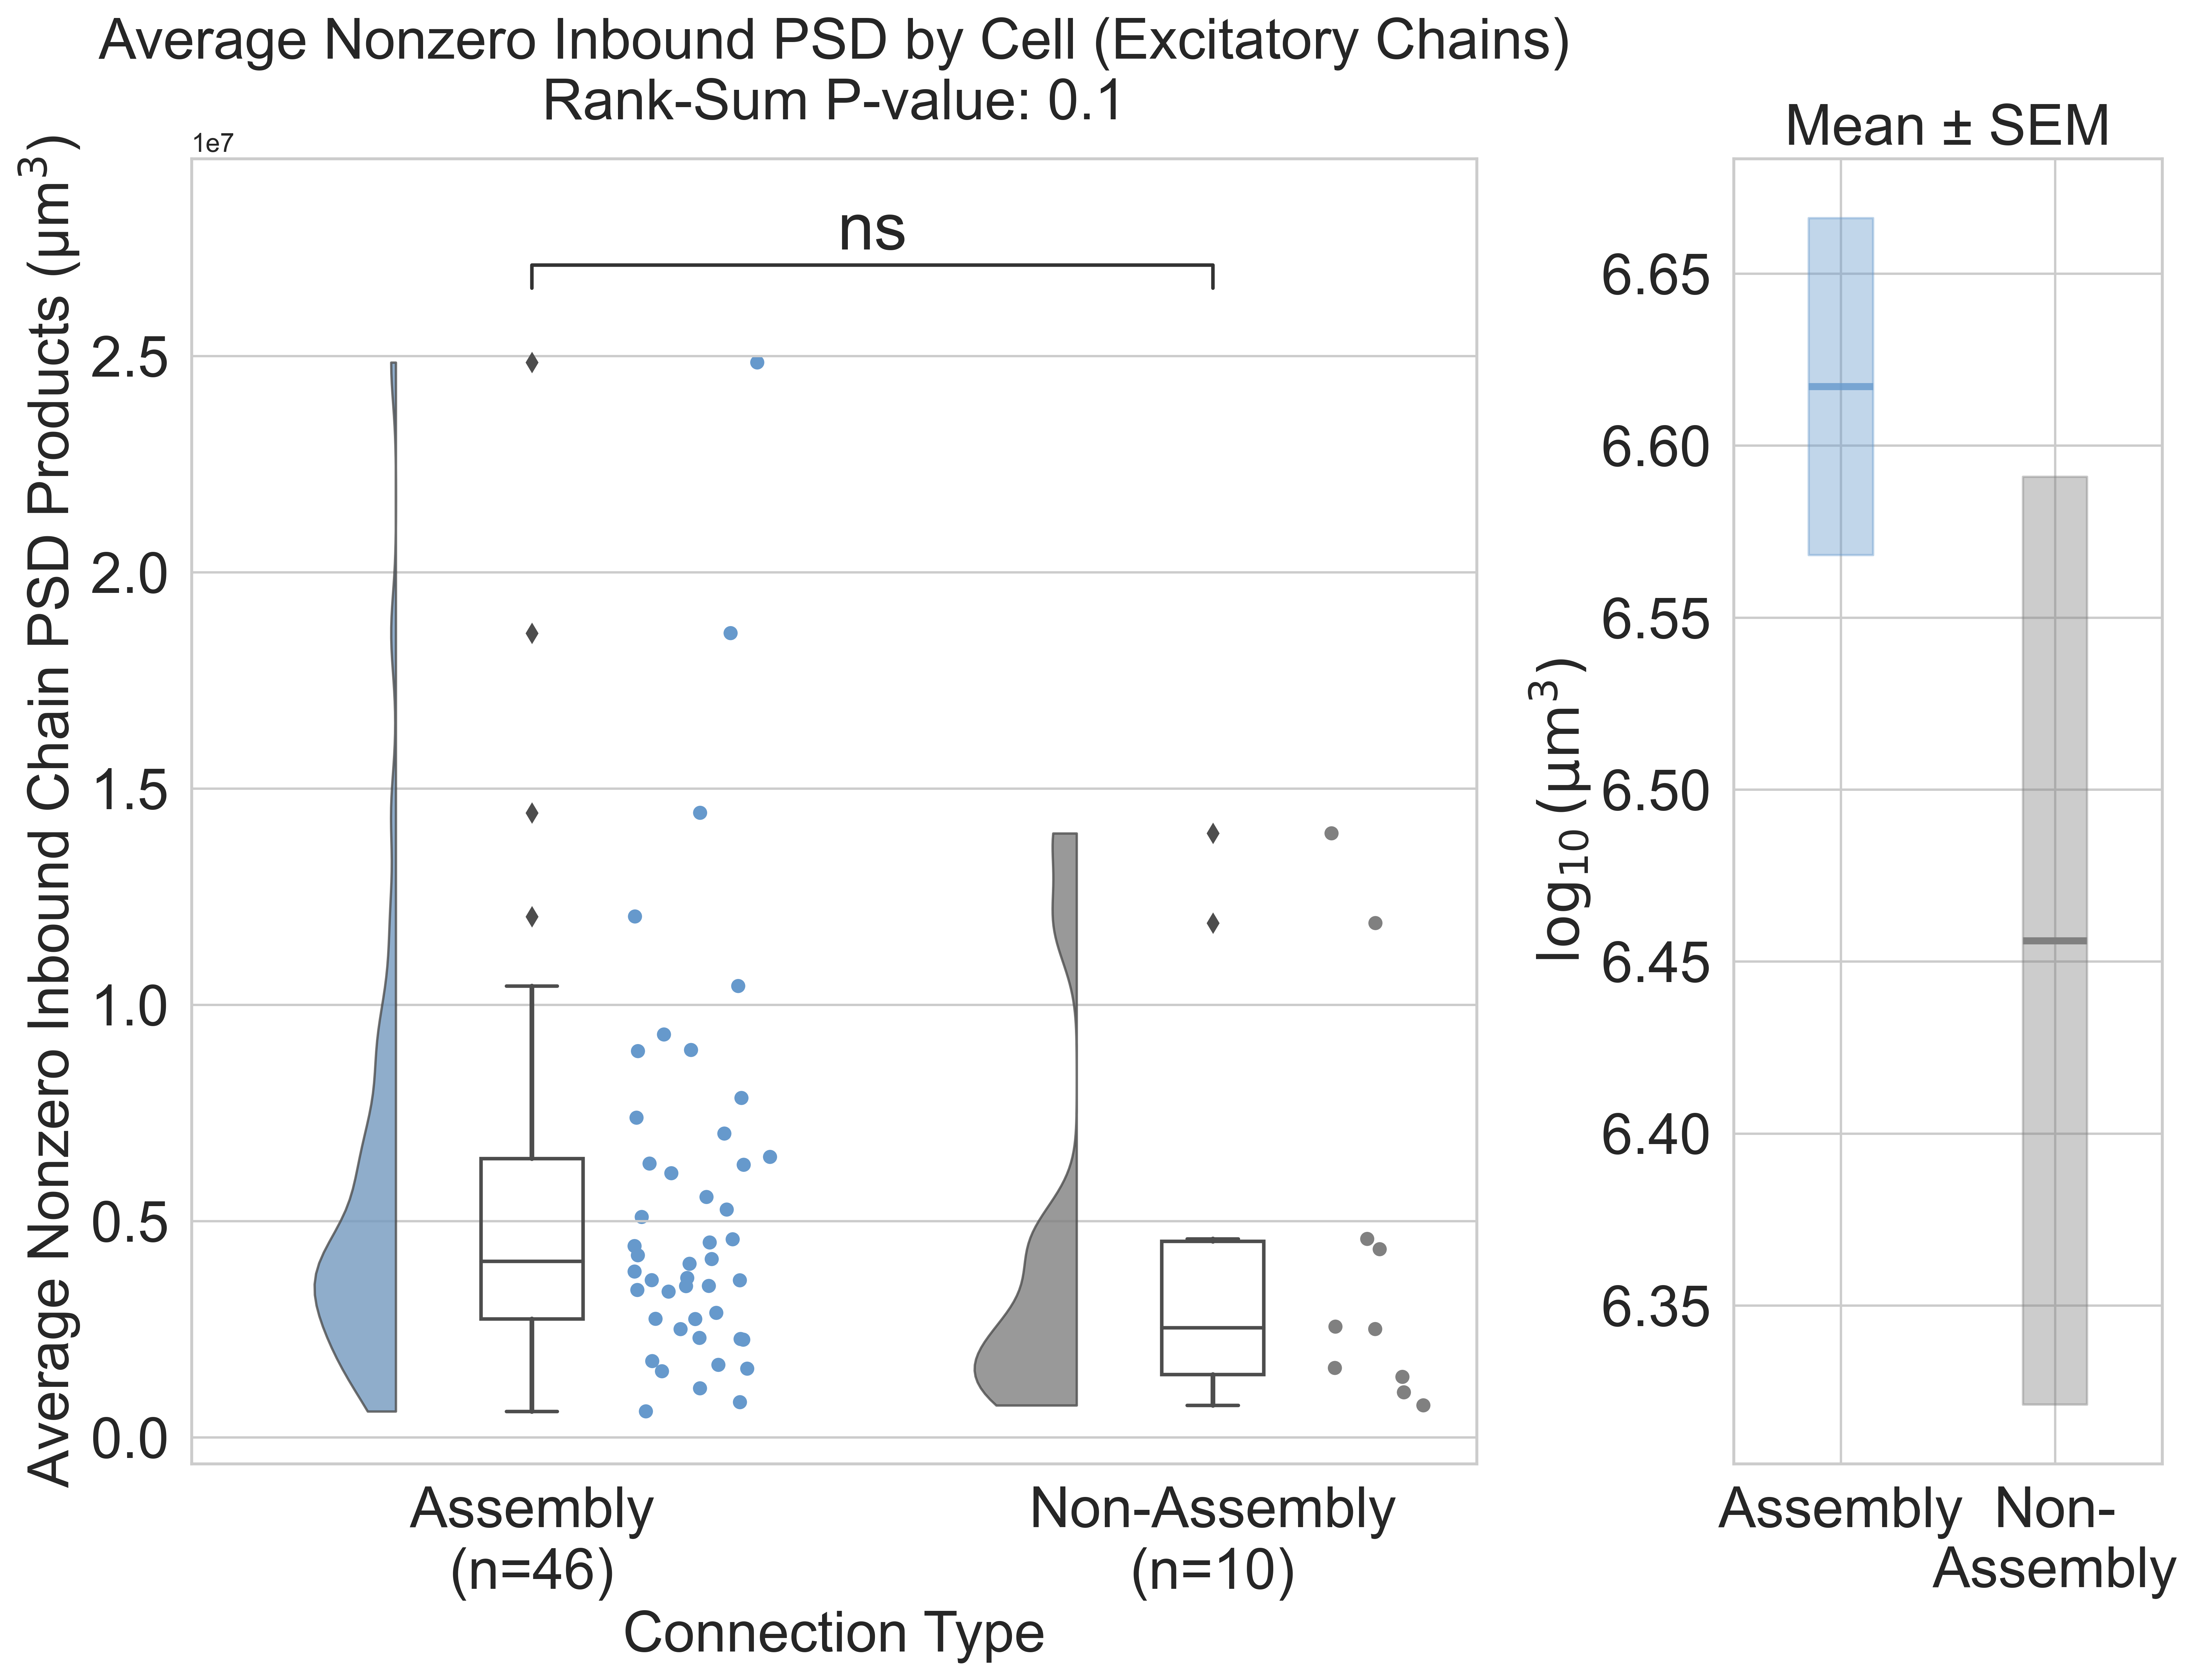 Average Nonzero Inbound PSD by Cell (Excitatory Chains)
Rank-Sum P-value: 0.1
Mean ± SEM
1e7
Average Nonzero Inbound Chain PSD Products (μm³)
ns
2.5
2.0
1.5
1.0
0.5
0.0
Assembly
(n=46)
Non-Assembly
(n=10)
Connection Type
log₁₀ (μm³)
6.65
6.60
6.55
6.50
6.45
6.40
6.35
Assembly
Non-
Assembly